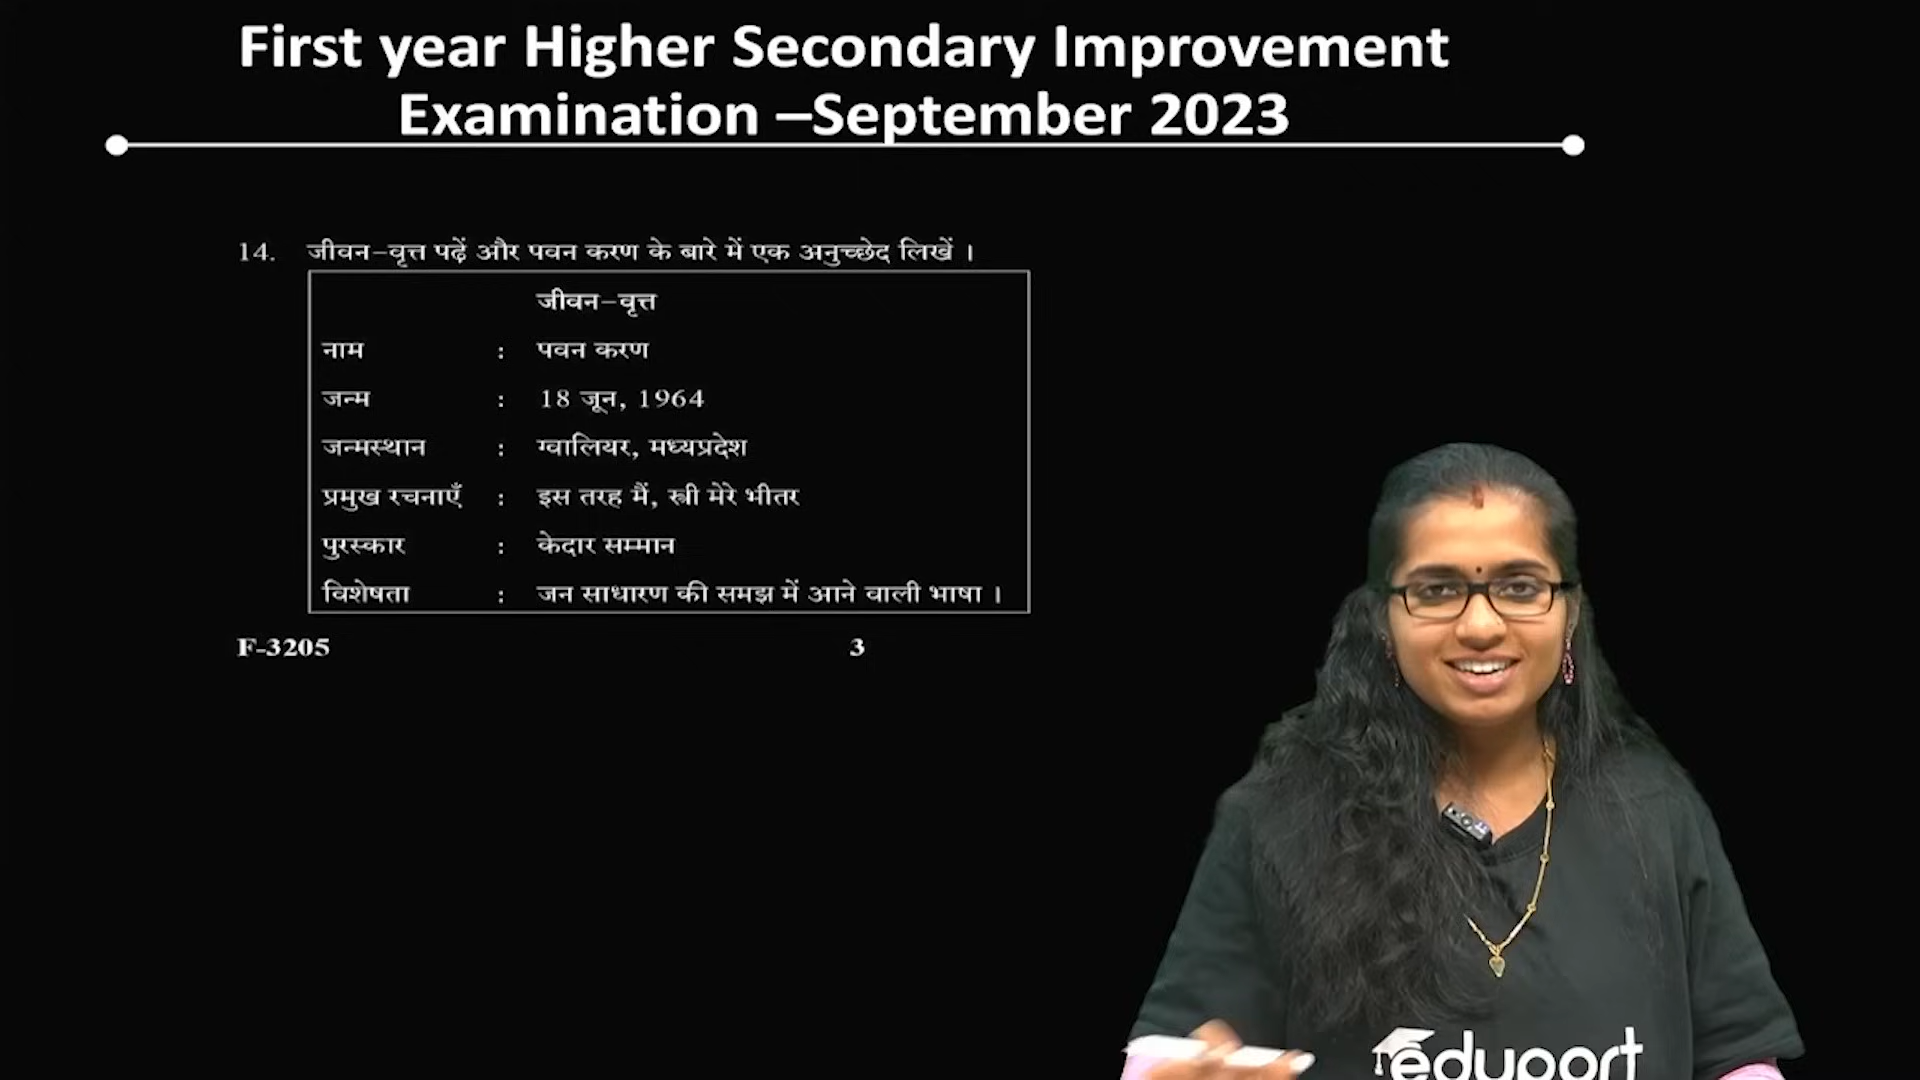 First year Higher Secondary Improvement
Examination –September 2023
14. जीवन-वृत्त पढ़ें और पवन करण के बारे में एक अनुच्छेद लिखें ।
जीवन-वृत्त
नाम : पवन करण
जन्म : 18 जून, 1964
जन्मस्थान : ग्वालियर, मध्यप्रदेश
प्रमुख रचनाएँ : इस तरह मैं, स्त्री मेरे भीतर
पुरस्कार : केदार सम्मान
विशेषता : जन साधारण की समझ में आने वाली भाषा ।
F-3205 3
eduport